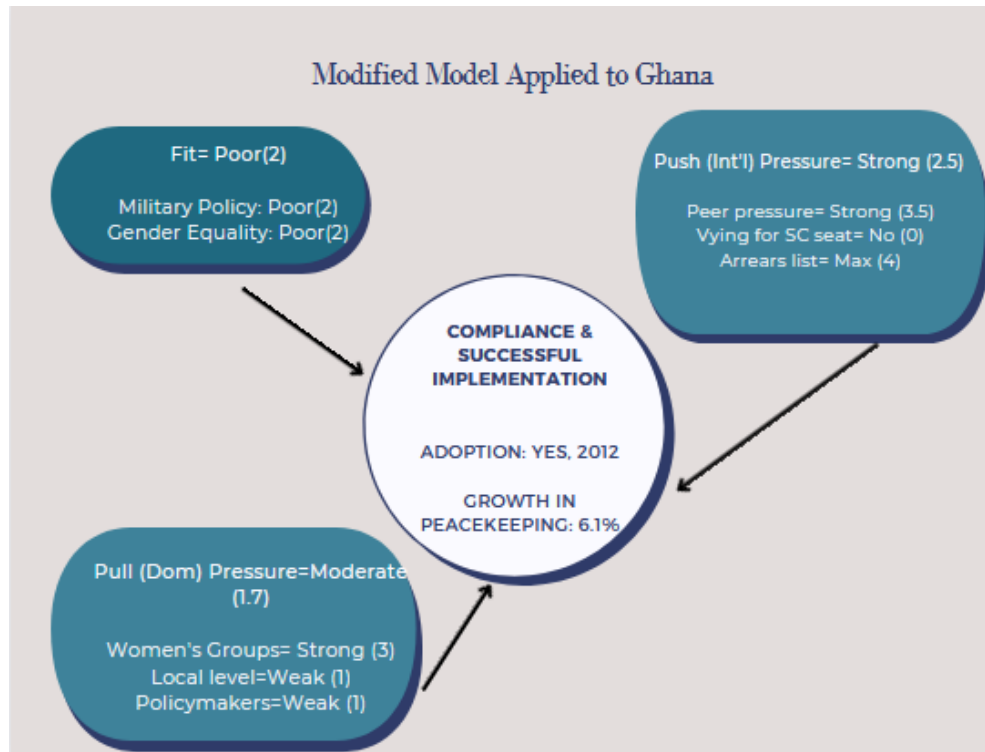 Modified Model Applied to Ghana
Fit= Poor(2)
Military Policy: Poor(2)
Gender Equality: Poor(2)
Push (Int'l) Pressure= Strong (2.5)
Peer pressure= Strong (3.5)
Vying for SC seat= No (0)
Arrears list= Max (4)
COMPLIANCE &
SUCCESSFUL
IMPLEMENTATION
ADOPTION: YES, 2012
GROWTH IN
PEACEKEEPING: 6.1%
Pull (Dom) Pressure=Moderate
(1.7)
Women's Groups= Strong (3)
Local level=Weak (1)
Policymakers=Weak (1)